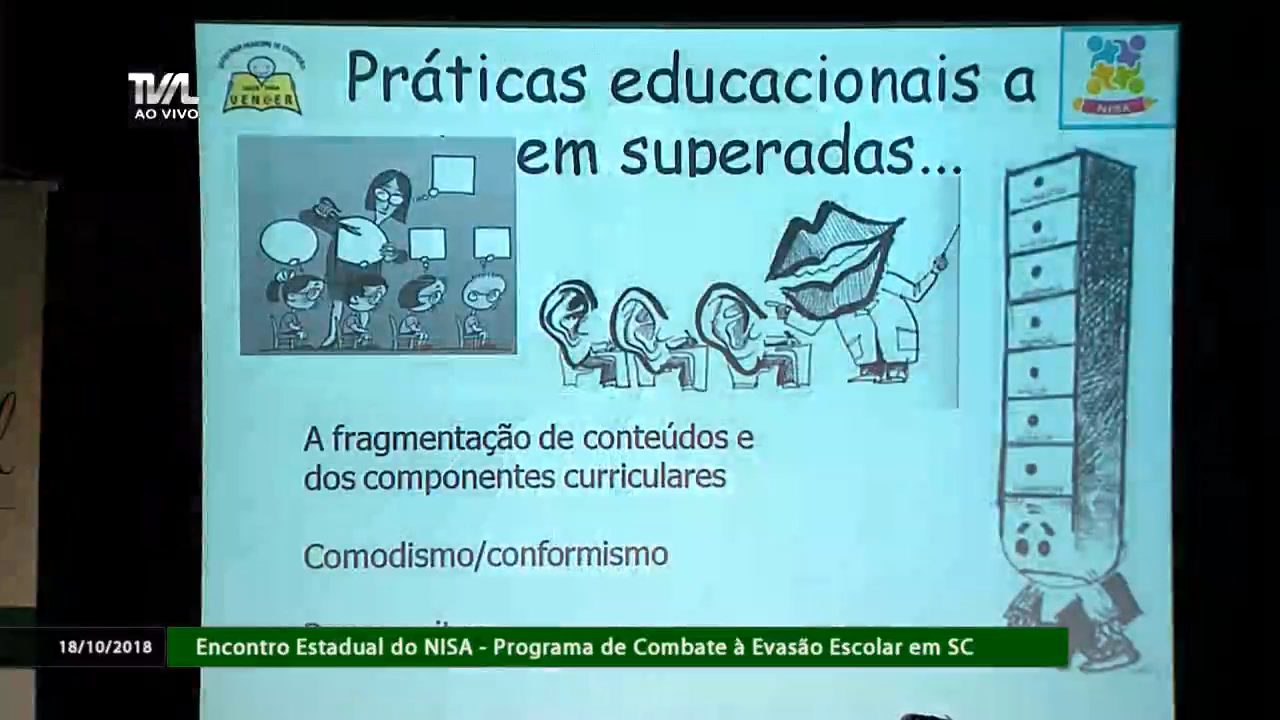 TVAL
AO VIVO
VENCER
Práticas educacionais a
em superadas...
NISA
A fragmentação de conteúdos e
dos componentes curriculares
Comodismo/conformismo
18/10/2018
Encontro Estadual do NISA - Programa de Combate à Evasão Escolar em SC